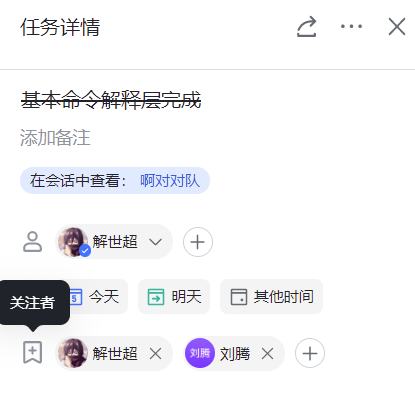 任务详情
基本命令解释层完成
添加备注
在会话中查看： 啊对对队
解世超
5 今天 明天 其他时间
关注者
解世超 刘腾 刘腾